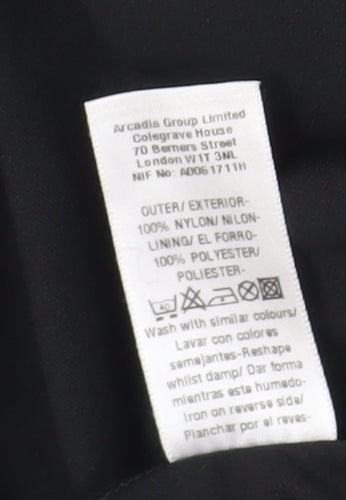 Arcadia Group Limited
Colegrave House
70 Berners Street
London W1T 3NL
NIF No: A0061711H
OUTER/ EXTERIOR-
100% NYLON/ NILON-
LINING/ EL FORRO-
100% POLYESTER/
POLIESTER-
40
Wash with similar colours/
Lavar con colores
semejantes-Reshape
whilst damp/ Dar forma
mientras este humedo-
Iron on reverse side/
Planchar por el reves-